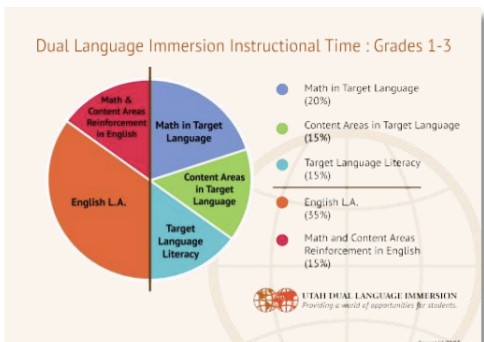 Dual Language Immersion Instructional Time : Grades 1-3
Math &
Content Areas
Reinforcement
in English
Math in Target
Language
Content Areas
in Target
Language
Target
Language
Literacy
English L.A.
Math in Target Language
(20%)
Content Areas in Target Language
(15%)
Target Language Literacy
(15%)
English L.A.
(35%)
Math and Content Areas
Reinforcement in English
(15%)
UTAH DUAL LANGUAGE IMMERSION
Providing a world of opportunities for students.